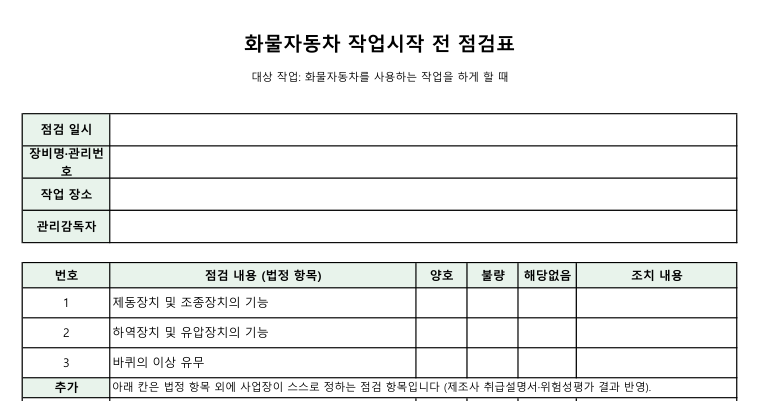 화물자동차 작업시작 전 점검표
대상 작업: 화물자동차를 사용하는 작업을 하게 할 때
점검 일시
장비명·관리번
호
작업 장소
관리감독자
번호 점검 내용 (법정 항목) 양호 불량 해당없음 조치 내용
1 제동장치 및 조종장치의 기능
2 하역장치 및 유압장치의 기능
3 바퀴의 이상 유무
추가 아래 칸은 법정 항목 외에 사업장이 스스로 정하는 점검 항목입니다 (제조사 취급설명서·위험성평가 결과 반영).